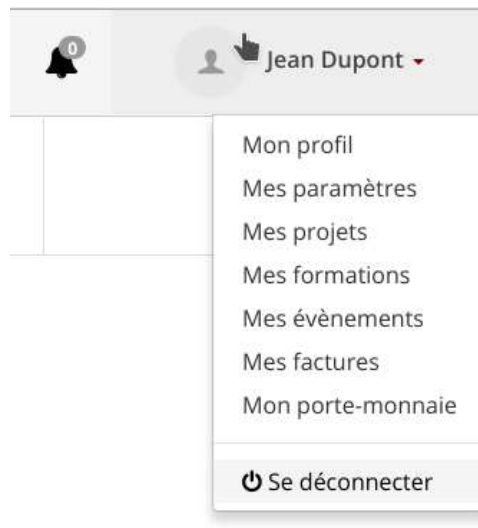 0
Jean Dupont
Mon profil
Mes paramètres
Mes projets
Mes formations
Mes évènements
Mes factures
Mon porte-monnaie
Se déconnecter